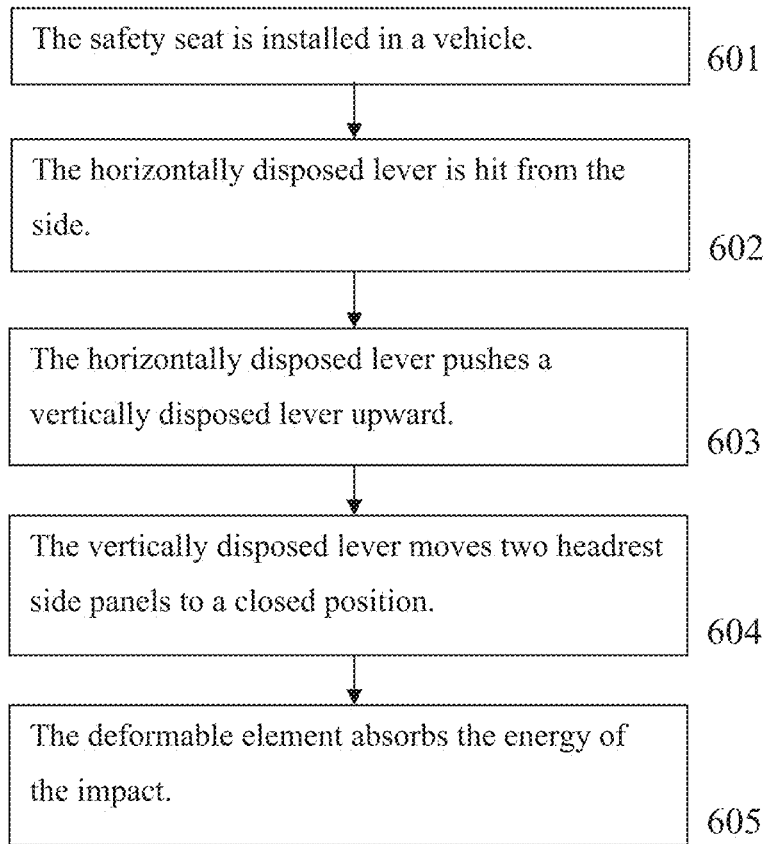 The safety seat is installed in a vehicle.
601
The horizontally disposed lever is hit from the
side.
602
The horizontally disposed lever pushes a
vertically disposed lever upward.
603
The vertically disposed lever moves two headrest
side panels to a closed position.
604
The deformable element absorbs the energy of
the impact.
605